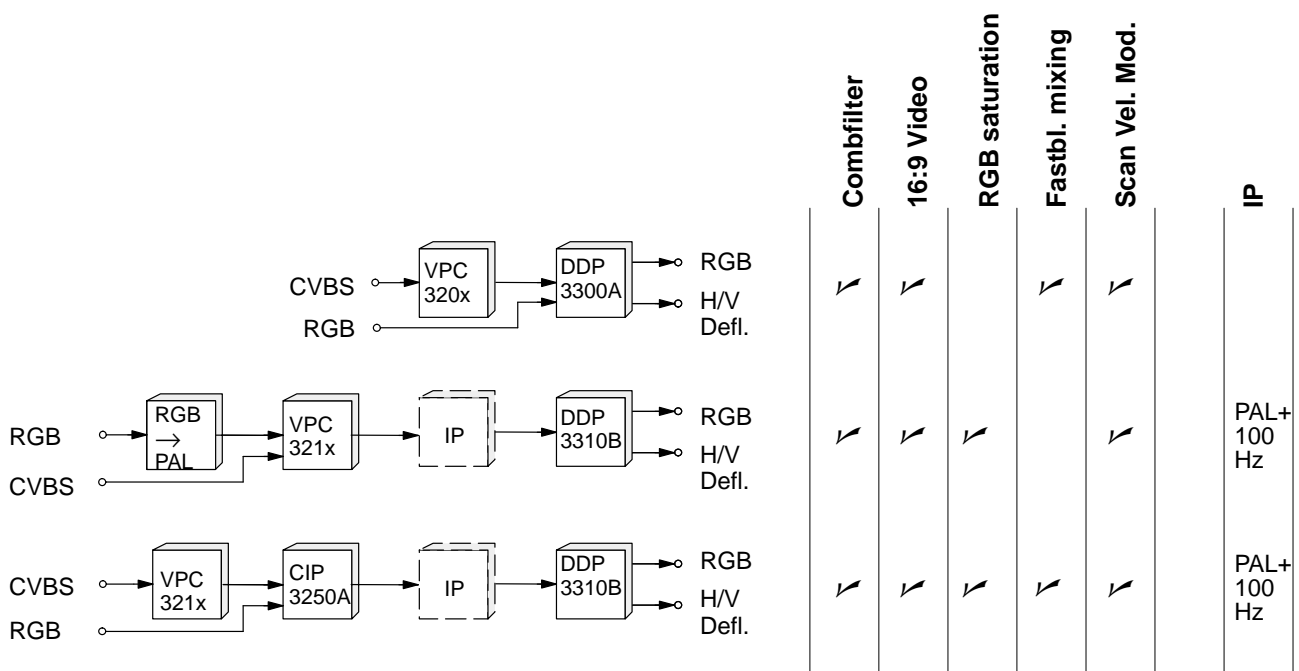 Combfilter
16:9 Video
RGB saturation
Fastbl. mixing
Scan Vel. Mod.
IP
CVBS
RGB
VPC
320x
DDP
3300A
RGB
H/V
Defl.
RGB
CVBS
RGB
→
PAL
VPC
321x
IP
DDP
3310B
RGB
H/V
Defl.
PAL+
100
Hz
CVBS
RGB
VPC
321x
CIP
3250A
IP
DDP
3310B
RGB
H/V
Defl.
PAL+
100
Hz